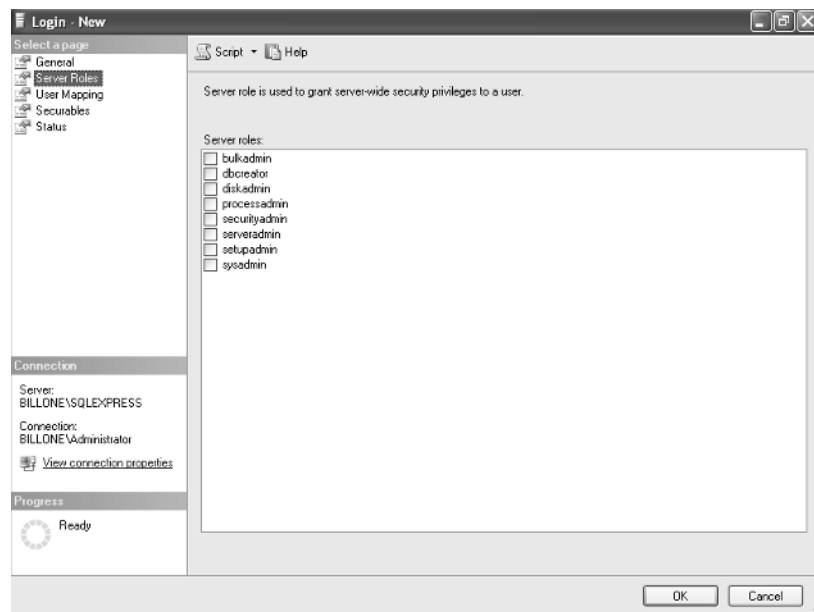 Login - New
Select a page
General
Server Roles
User Mapping
Securables
Status
Script
Help
Server role is used to grant server-wide security privileges to a user.
Server roles:
bulkadmin
dbcreator
diskadmin
processadmin
securityadmin
serveradmin
setupadmin
sysadmin
Connection
Server:
BILLONE\SQLEXPRESS
Connection:
BILLONE\Administrator
View connection properties
Progress
Ready
OK
Cancel